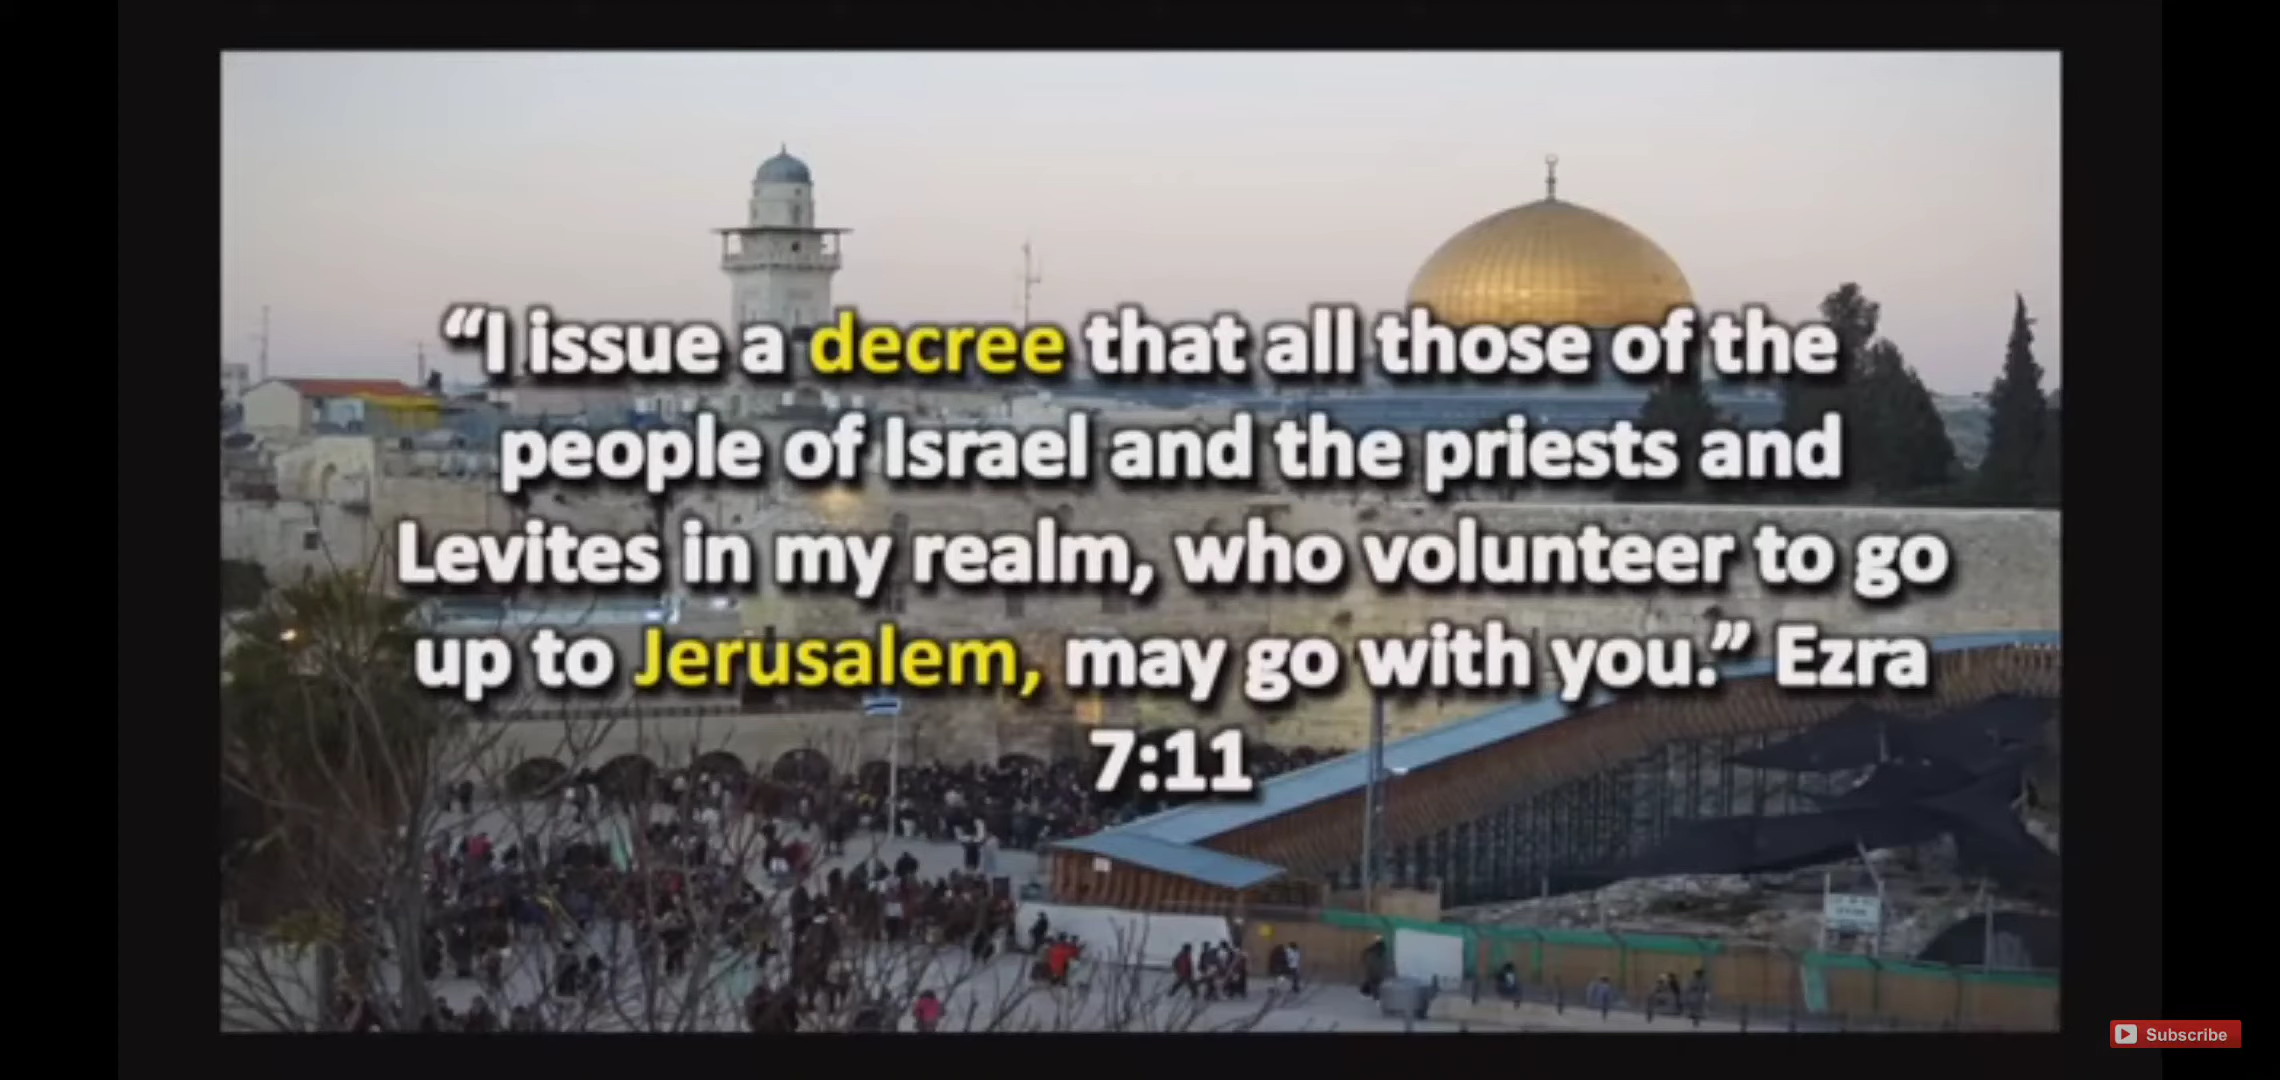 “I issue a decree that all those of the
people of Israel and the priests and
Levites in my realm, who volunteer to go
up to Jerusalem, may go with you.” Ezra
7:11
Subscribe